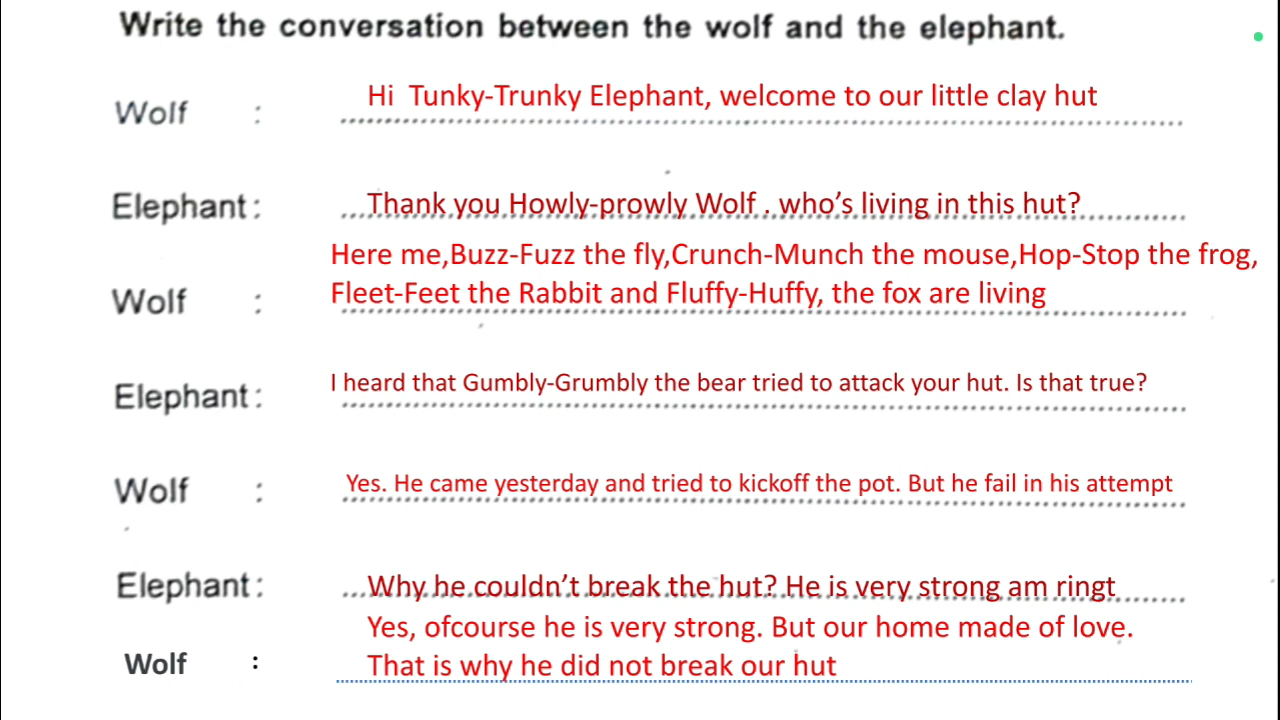 Write the conversation between the wolf and the elephant.
Wolf : Hi Tunky-Trunky Elephant, welcome to our little clay hut
Elephant : Thank you Howly-prowly Wolf . who's living in this hut?
Here me,Buzz-Fuzz the fly,Crunch-Munch the mouse,Hop-Stop the frog,
Wolf : Fleet-Feet the Rabbit and Fluffy-Huffy, the fox are living
Elephant : I heard that Gumbly-Grumbly the bear tried to attack your hut. Is that true?
Wolf : Yes. He came yesterday and tried to kickoff the pot. But he fail in his attempt
Elephant : Why he couldn't break the hut? He is very strong am ringt
Yes, ofcourse he is very strong. But our home made of love.
Wolf : That is why he did not break our hut